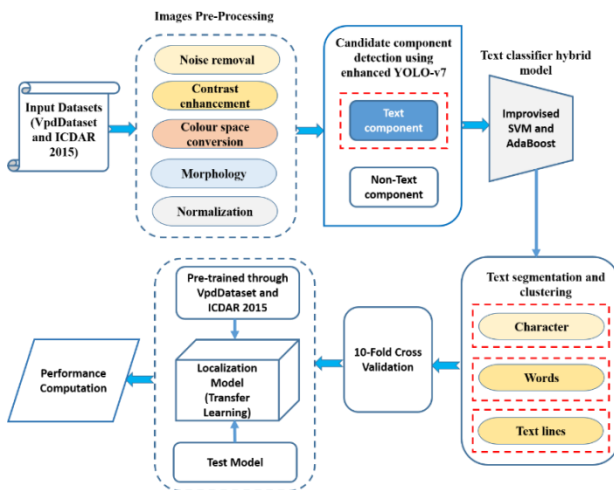 Images Pre-Processing
Input Datasets
(VpdDataset
and ICDAR
2015)
Noise removal
Contrast
enhancement
Colour space
conversion
Morphology
Normalization
Candidate component
detection using
enhanced YOLO-v7
Text
component
Non-Text
component
Text classifier hybrid
model
Improvised
SVM and
AdaBoost
Text segmentation and
clustering
Character
Words
Text lines
10-Fold Cross
Validation
Pre-trained through
VpdDataset and
ICDAR 2015
Localization
Model
(Transfer
Learning)
Test Model
Performance
Computation